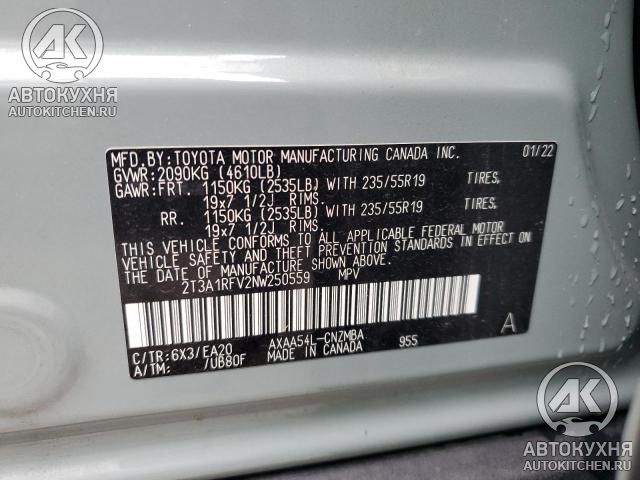 АК
АВТОКУХНЯ
AUTOKITCHEN.RU
MFD. BY:TOYOTA MOTOR MANUFACTURING CANADA INC. 01/22
GVWR:2090KG (4610LB)
GAWR:FRT. 1150KG (2535LB) WITH 235/55R19 TIRES,
19x7 1/2J RIMS.
RR. 1150KG (2535LB) WITH 235/55R19 TIRES,
19x7 1/2J RIMS.
THIS VEHICLE CONFORMS TO ALL APPLICABLE FEDERAL MOTOR
VEHICLE SAFETY AND THEFT PREVENTION STANDARDS IN EFFECT ON
THE DATE OF MANUFACTURE SHOWN ABOVE.
2T3A1RFV2NW250559 MPV
A
C/TR:6X3/EA20 AXAA54L-CNZMBA 955
A/TM: /UB80F MADE IN CANADA
АК
АВТОКУХНЯ
AUTOKITCHEN.RU